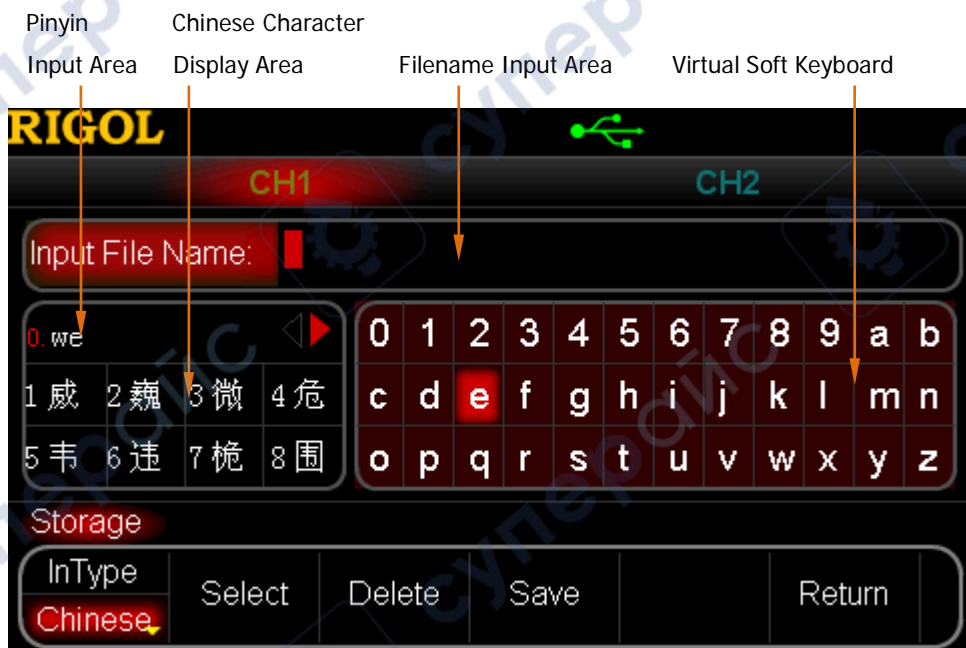 Pinyin Chinese Character
Input Area Display Area Filename Input Area Virtual Soft Keyboard
RIGOL
CH1 CH2
Input File Name:
0. we
1 威 2 巍 3 微 4 危
5 韦 6 违 7 桅 8 围
0 1 2 3 4 5 6 7 8 9 a b
c d e f g h i j k l m n
o p q r s t u v w x y z
Storage
InType
Chinese
Select Delete Save Return
суперайс